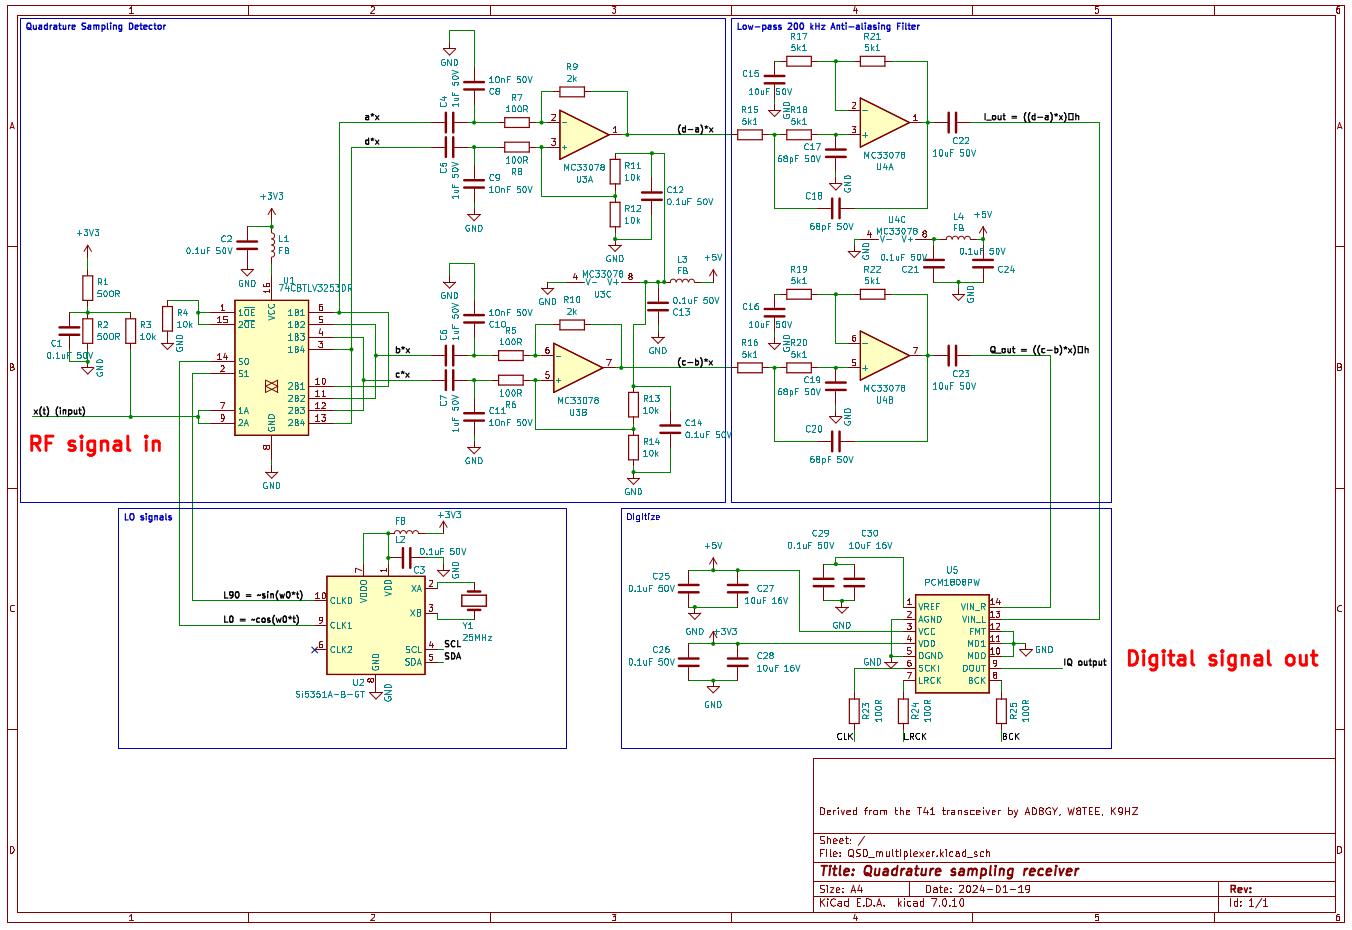 1
2
3
4
5
6
Quadrature Sampling Detector
Low-pass 200 kHz Anti-aliasing Filter
A
A
GND
10nF 50V
C8
C4
1uF 50V
R9
2k
R7
100R
a*x
d*x
2
3
1
MC33078
U3A
100R
R8
C5
1uF 50V
C9
10nF 50V
GND
R11
10k
R12
10k
C12
0.1uF 50V
GND
(d-a)*x
R17
5k1
R21
5k1
C15
10uF 50V
GND
R15
5k1
R18
5k1
2
3
1
MC33078
U4A
C17
68pF 50V
GND
C18
68pF 50V
C22
10uF 50V
I_out = ((d-a)*x)□h
+3V3
C2
0.1uF 50V
GND
L1
FB
+3V3
R1
500R
R2
500R
C1
0.1uF 50V
GND
R3
10k
R4
10k
GND
U1
74CBTLV3253DR
16
VCC
1
1OE
15
2OE
14
S0
2
S1
7
1A
9
2A
GND
8
GND
1B1
6
1B2
5
1B3
4
1B4
3
2B1
10
2B2
11
2B3
12
2B4
13
x(t) (input)
RF signal in
B
B
GND
10nF 50V
C10
C6
1uF 50V
R5
100R
b*x
c*x
C7
1uF 50V
100R
R6
C11
10nF 50V
GND
R10
2k
6
5
7
MC33078
U3B
GND
4
MC33078
8
V-
V+
U3C
L3
FB
+5V
0.1uF 50V
C13
GND
R13
10k
R14
10k
C14
0.1uF 50V
GND
(c-b)*x
U4C
MC33078
4
V-
V+
8
GND
L4
FB
+5V
0.1uF 50V
C21
0.1uF 50V
C24
GND
R19
5k1
R22
5k1
C16
10uF 50V
GND
R16
5k1
R20
5k1
6
5
7
MC33078
U4B
C19
68pF 50V
GND
C20
68pF 50V
C23
10uF 50V
Q_out = ((c-b)*x)□h
LO signals
FB
L2
+3V3
0.1uF 50V
C3
GND
7
VDDO
1
VDD
L90 = ~sin(w0*t)
10
CLK0
L0 = ~cos(w0*t)
9
CLK1
6
CLK2
XA
2
XB
3
Y1
25MHz
SCL
4
SCL
SDA
5
SDA
GND
8
GND
U2
Si5351A-B-GT
C
C
Digitize
+5V
C25
0.1uF 50V
C27
10uF 16V
GND
+3V3
C26
0.1uF 50V
C28
10uF 16V
GND
C29
0.1uF 50V
C30
10uF 16V
GND
U5
PCM1808PW
1
VREF
2
AGND
3
VCC
4
VDD
5
DGND
6
SCKI
7
LRCK
VIN_R
14
VIN_L
13
FMT
12
MD1
11
MD0
10
DOUT
9
BCK
8
GND
GND
IQ output
R23
100R
R24
100R
R25
100R
CLK
LRCK
BCK
Digital signal out
D
D
Derived from the T41 transceiver by AD8GY, W8TEE, K9HZ
Sheet: /
File: QSD_multiplexer.kicad_sch
Title: Quadrature sampling receiver
Size: A4
Date: 2024-01-19
Rev:
KiCad E.D.A. kicad 7.0.10
Id: 1/1
1
2
3
4
5
6